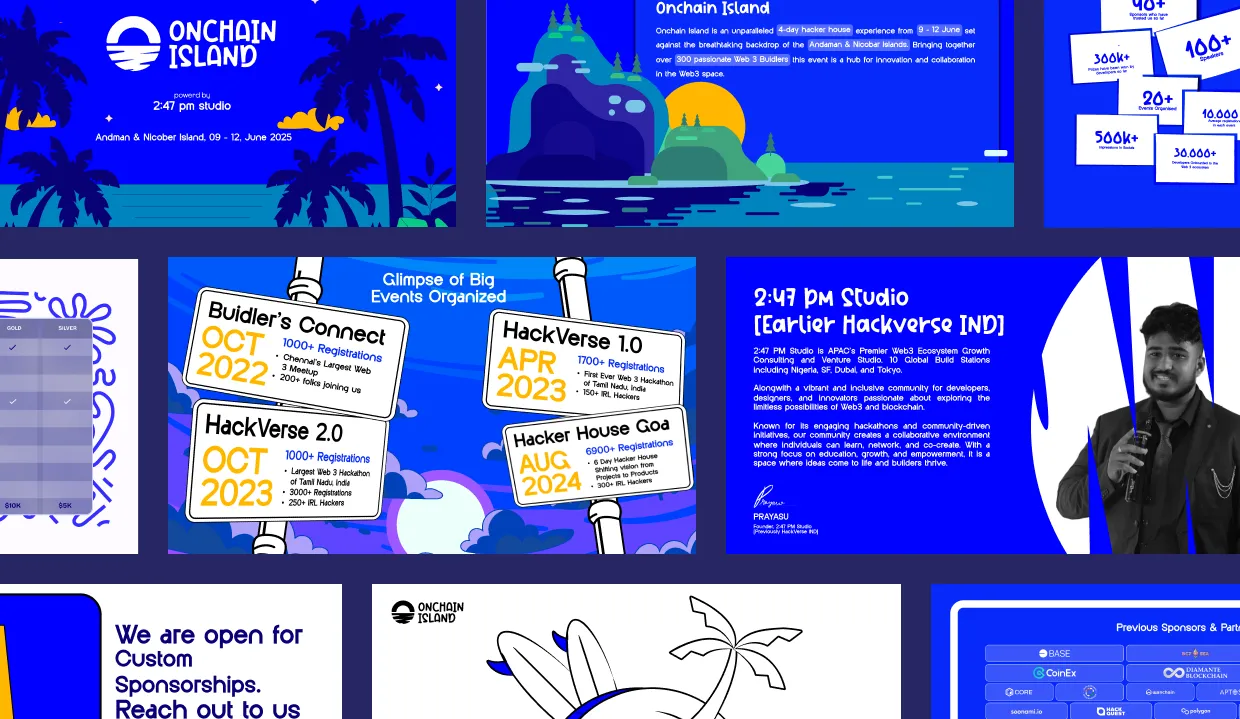 ONCHAIN
ISLAND
powerd by
2:47 pm studio
Andman & Nicober Island, 09 - 12, June 2025
Onchain Island
Onchain Island is an unparalleled 4-day hacker house experience from 9 - 12 June set
against the breathtaking backdrop of the Andaman & Nicobar Islands. Bringing together
over 300 passionate Web 3 Buidlers this event is a hub for innovation and collaboration
in the Web3 space.
90+
Sponsors who have
trusted us so far
300k+
Prizes have been won by
developers so far
100+
Speakers
20+
Events Organised
10,000
Average registrations
in each event
500k+
Impressions in Socials
30,000+
Developers Onboarded to the
Web 3 ecosystem
GOLD
SILVER
$10K
$5K
Glimpse of Big
Events Organized
Buidler's Connect
OCT
2022
1000+ Registrations
• Chennai's Largest Web
3 Meetup
• 200+ folks joining us
HackVerse 1.0
APR
2023
1700+ Registrations
• First Ever Web 3 Hackathon
of Tamil Nadu, India
• 150+ IRL Hackers
HackVerse 2.0
OCT
2023
1000+ Registrations
• Largest Web 3 Hackathon
of Tamil Nadu, India
• 3000+ Registrations
• 250+ IRL Hackers
Hacker House Goa
AUG
2024
6900+ Registrations
• 6 Day Hacker House
Shifting vision from
Projects to Products
• 300+ IRL Hackers
2:47 pm Studio
[Earlier Hackverse IND]
2:47 PM Studio is APAC's Premier Web3 Ecosystem Growth
Consulting and Venture Studio. 10 Global Build Stations
including Nigeria, SF, Dubai, and Tokyo.
Alongwith a vibrant and inclusive community for developers,
designers, and innovators passionate about exploring the
limitless possibilities of Web3 and blockchain.
Known for its engaging hackathons and community-driven
initiatives, our community creates a collaborative environment
where individuals can learn, network, and co-create. With a
strong focus on education, growth, and empowerment, it is a
space where ideas come to life and builders thrive.
Prayasu
PRAYASU
Founder, 2:47 PM Studio
[Previously HackVerse IND]
We are open for
Custom
Sponsorships.
Reach out to us
ONCHAIN
ISLAND
Previous Sponsors & Part
BASE
CoinEx
DIAMANTE
BLOCKCHAIN
CORE
APTOS
soonami.io
HACK
QUEST
polygon